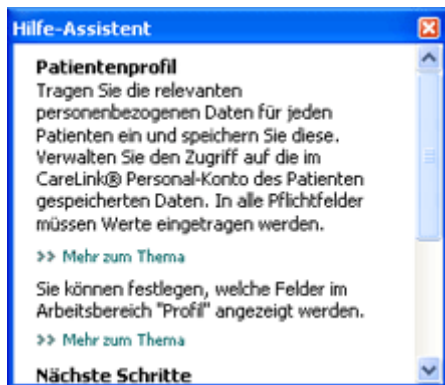 Hilfe-Assistent
Patientenprofil
Tragen Sie die relevanten
personenbezogenen Daten für jeden
Patienten ein und speichern Sie diese.
Verwalten Sie den Zugriff auf die im
CareLink® Personal-Konto des Patienten
gespeicherten Daten. In alle Pflichtfelder
müssen Werte eingetragen werden.
>> Mehr zum Thema
Sie können festlegen, welche Felder im
Arbeitsbereich "Profil" angezeigt werden.
>> Mehr zum Thema
Nächste Schritte